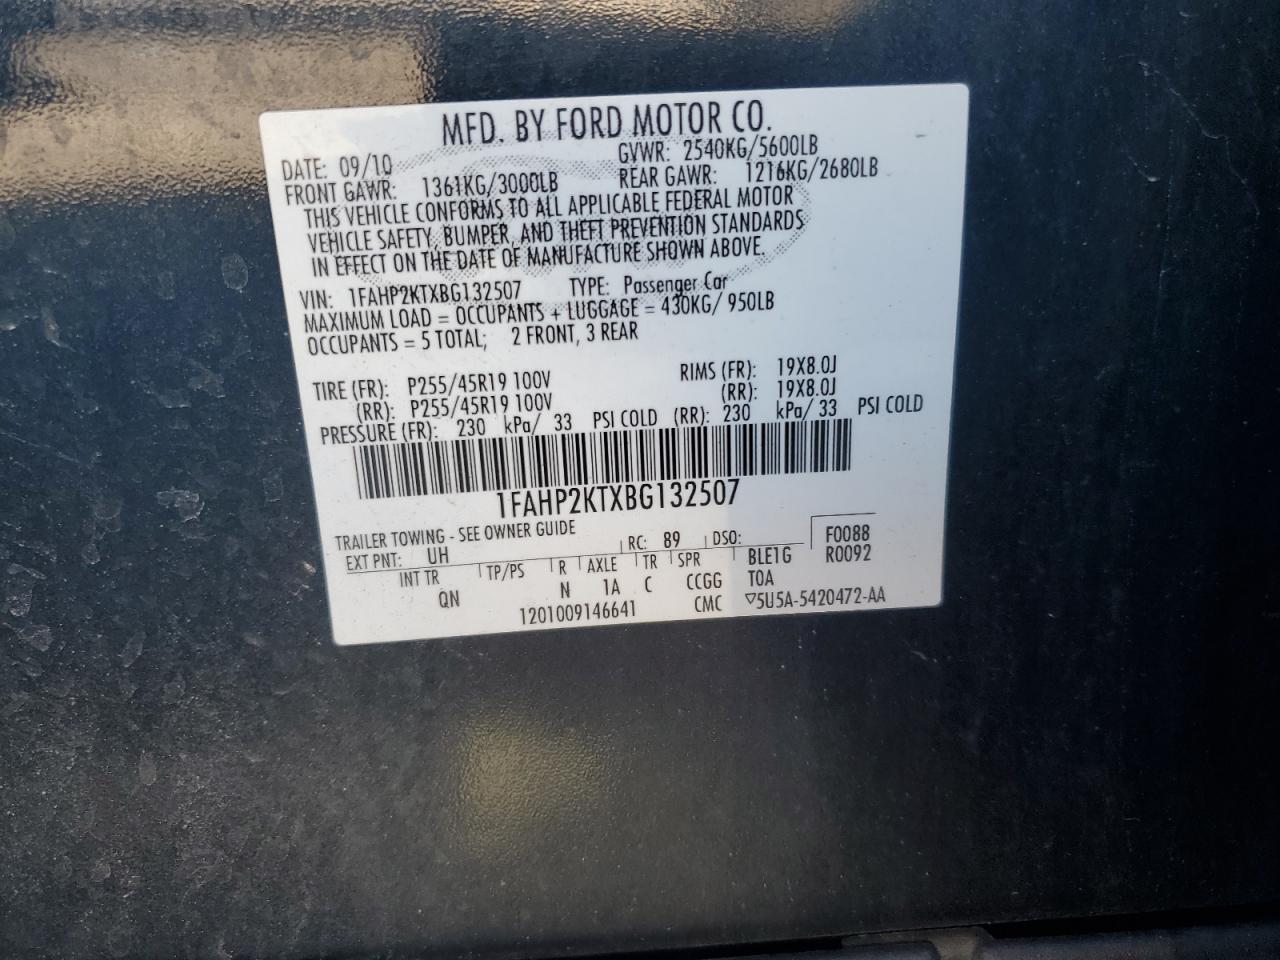 MFD. BY FORD MOTOR CO.
DATE: 09/10 GVWR: 2540KG/5600LB
FRONT GAWR: 1361KG/3000LB REAR GAWR: 1216KG/2680LB
THIS VEHICLE CONFORMS TO ALL APPLICABLE FEDERAL MOTOR
VEHICLE SAFETY, BUMPER, AND THEFT PREVENTION STANDARDS
IN EFFECT ON THE DATE OF MANUFACTURE SHOWN ABOVE.
VIN: 1FAHP2KTXBG132507 TYPE: Passenger Car
MAXIMUM LOAD = OCCUPANTS + LUGGAGE = 430KG/ 950LB
OCCUPANTS = 5 TOTAL; 2 FRONT, 3 REAR
TIRE (FR): P255/45R19 100V RIMS (FR): 19X8.0J
(RR): P255/45R19 100V (RR): 19X8.0J
PRESSURE (FR): 230 kPa/ 33 PSI COLD (RR): 230 kPa/ 33 PSI COLD
1FAHP2KTXBG132507
TRAILER TOWING - SEE OWNER GUIDE
EXT PNT: UH RC: 89 DSO: F0088
R0092
INT TR TP/PS R AXLE TR SPR BLE1G
QN N 1A C CCGG TOA
1201009146641 CMC ▽5U5A-5420472-AA